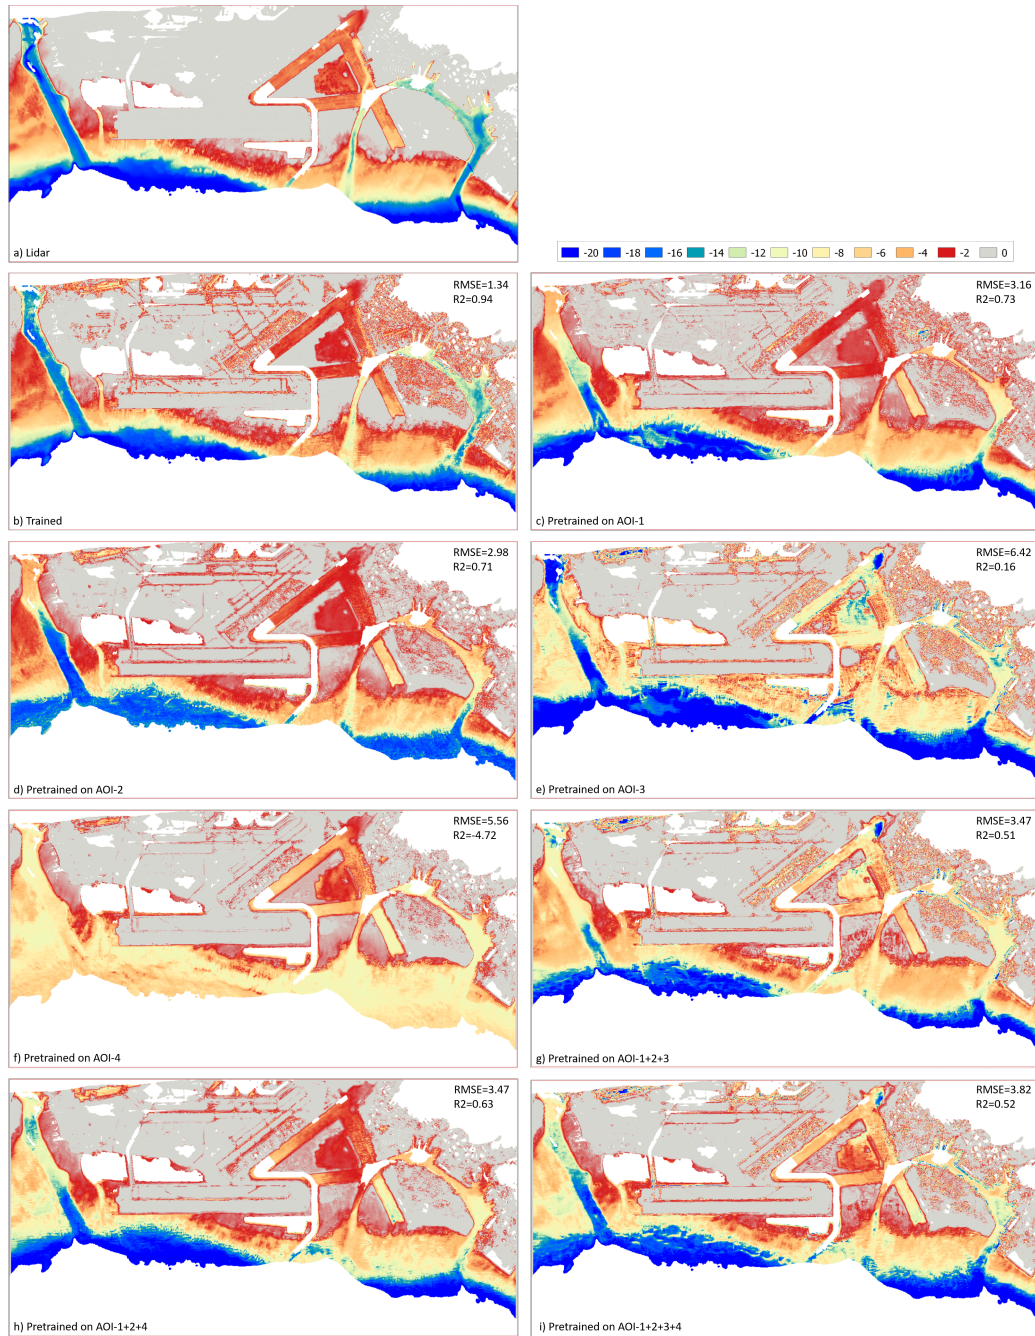 a) Lidar
-20 -18 -16 -14 -12 -10 -8 -6 -4 -2 0
RMSE=1.34
R2=0.94
b) Trained
RMSE=3.16
R2=0.73
c) Pretrained on AOI-1
RMSE=2.98
R2=0.71
d) Pretrained on AOI-2
RMSE=6.42
R2=0.16
e) Pretrained on AOI-3
RMSE=5.56
R2=-4.72
f) Pretrained on AOI-4
RMSE=3.47
R2=0.51
g) Pretrained on AOI-1+2+3
RMSE=3.47
R2=0.63
h) Pretrained on AOI-1+2+4
RMSE=3.82
R2=0.52
i) Pretrained on AOI-1+2+3+4